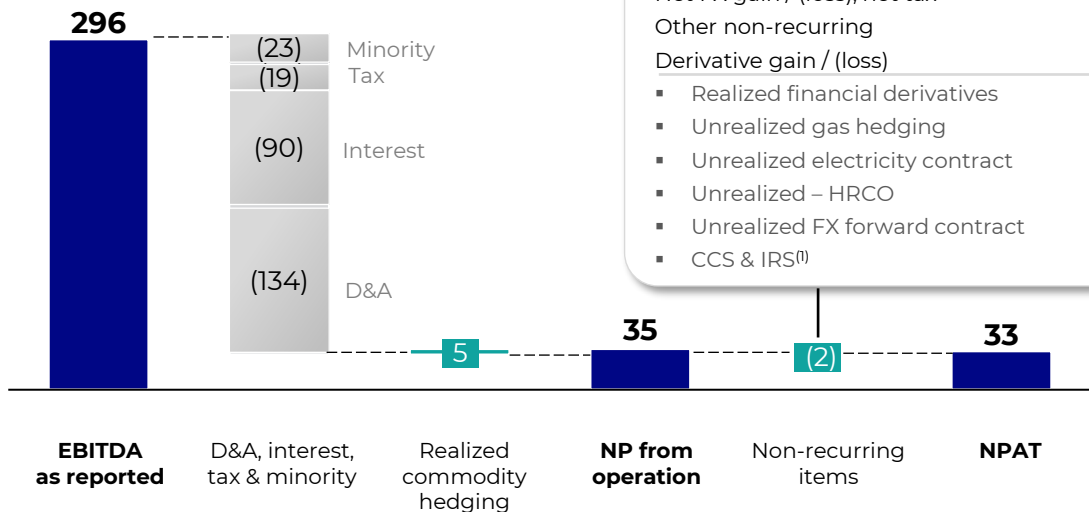 296
(23)
Minority
(19)
Tax
(90)
Interest
(134)
D&A
5
35
(2)
33
Other non-recurring
Derivative gain / (loss)
▪ Realized financial derivatives
▪ Unrealized gas hedging
▪ Unrealized electricity contract
▪ Unrealized – HRCO
▪ Unrealized FX forward contract
▪ CCS & IRS(1)
EBITDA
as reported
D&A, interest,
tax & minority
Realized
commodity
hedging
NP from
operation
Non-recurring
items
NPAT